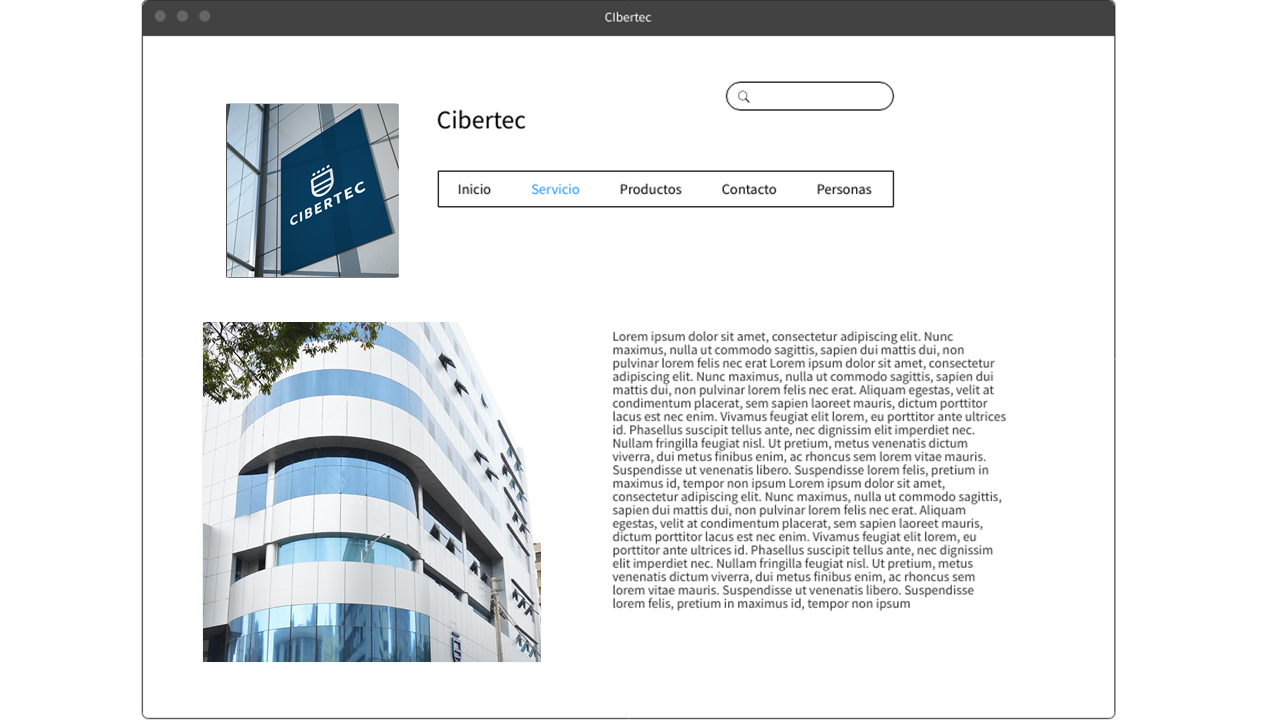 CIbertec
Cibertec
CIBERTEC
Inicio Servicio Productos Contacto Personas
Lorem ipsum dolor sit amet, consectetur adipiscing elit. Nunc
maximus, nulla ut commodo sagittis, sapien dui mattis dui, non
pulvinar lorem felis nec erat Lorem ipsum dolor sit amet, consectetur
adipiscing elit. Nunc maximus, nulla ut commodo sagittis, sapien dui
mattis dui, non pulvinar lorem felis nec erat. Aliquam egestas, velit at
condimentum placerat, sem sapien laoreet mauris, dictum porttitor
lacus est nec enim. Vivamus feugiat elit lorem, eu porttitor ante ultrices
id. Phasellus suscipit tellus ante, nec dignissim elit imperdiet nec.
Nullam fringilla feugiat nisl. Ut pretium, metus venenatis dictum
viverra, dui metus finibus enim, ac rhoncus sem lorem vitae mauris.
Suspendisse ut venenatis libero. Suspendisse lorem felis, pretium in
maximus id, tempor non ipsum Lorem ipsum dolor sit amet,
consectetur adipiscing elit. Nunc maximus, nulla ut commodo sagittis,
sapien dui mattis dui, non pulvinar lorem felis nec erat. Aliquam
egestas, velit at condimentum placerat, sem sapien laoreet mauris,
dictum porttitor lacus est nec enim. Vivamus feugiat elit lorem, eu
porttitor ante ultrices id. Phasellus suscipit tellus ante, nec dignissim
elit imperdiet nec. Nullam fringilla feugiat nisl. Ut pretium, metus
venenatis dictum viverra, dui metus finibus enim, ac rhoncus sem
lorem vitae mauris. Suspendisse ut venenatis libero. Suspendisse
lorem felis, pretium in maximus id, tempor non ipsum